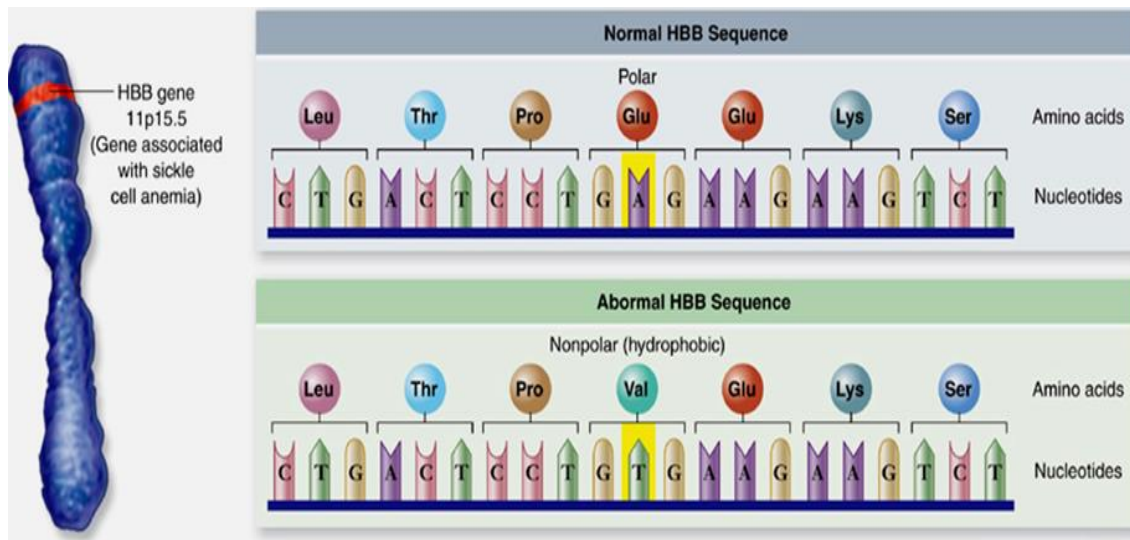 HBB gene
11p15.5
(Gene associated
with sickle
cell anemia)
Normal HBB Sequence
Polar
Leu Thr Pro Glu Glu Lys Ser Amino acids
C T G A C T C C T G A G A A G A A G T C T Nucleotides
Abormal HBB Sequence
Nonpolar (hydrophobic)
Leu Thr Pro Val Glu Lys Ser Amino acids
C T G A C T C C T G T G A A G A A G T C T Nucleotides